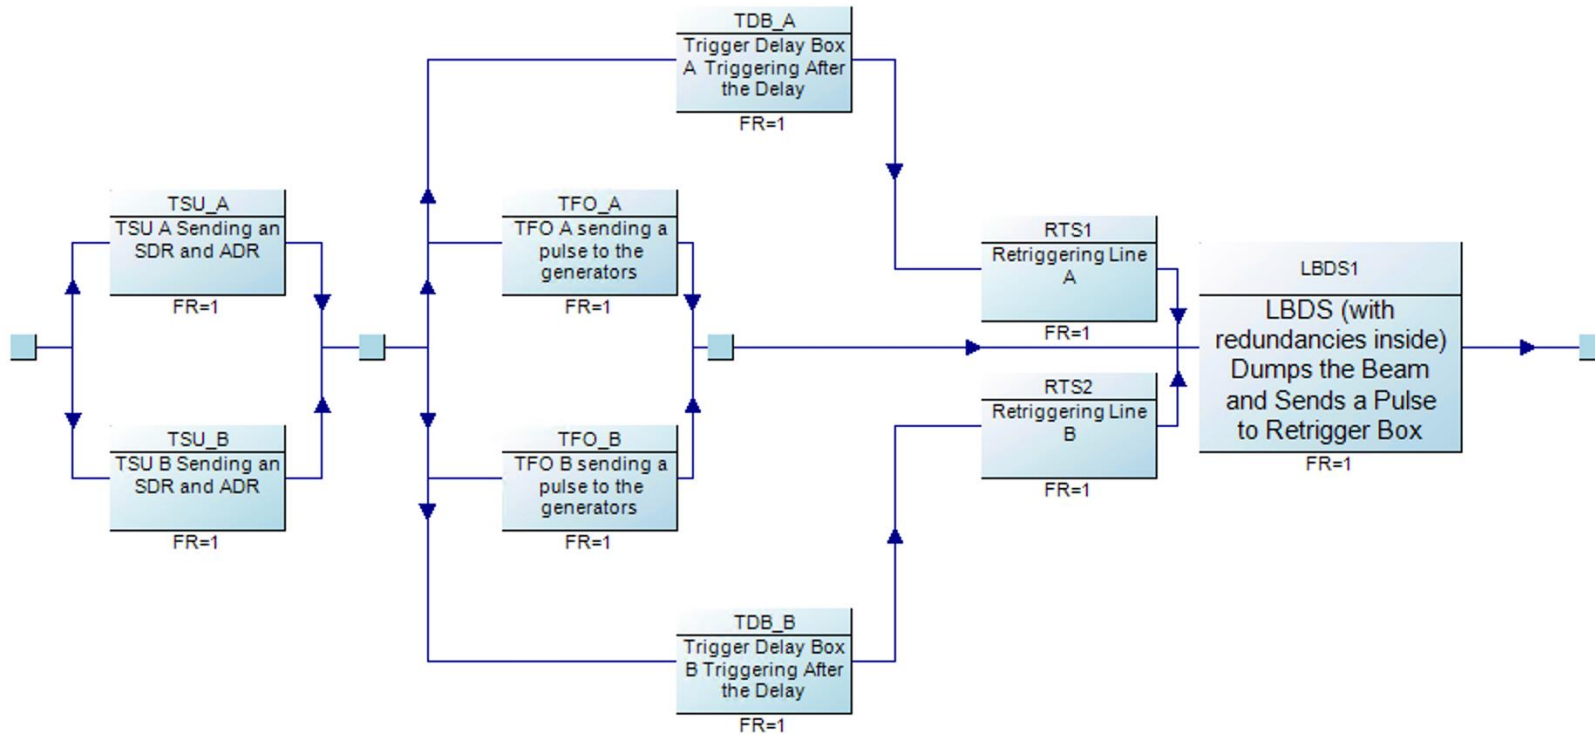 TDB_A
Trigger Delay Box
A Triggering After
the Delay
FR=1
TSU_A
TSU A Sending an
SDR and ADR
FR=1
TFO_A
TFO A sending a
pulse to the
generators
FR=1
RTS1
Retriggering Line
A
FR=1
LBDS1
LBDS (with
redundancies inside)
Dumps the Beam
and Sends a Pulse
to Retrigger Box
FR=1
RTS2
Retriggering Line
B
FR=1
TSU_B
TSU B Sending an
SDR and ADR
FR=1
TFO_B
TFO B sending a
pulse to the
generators
FR=1
TDB_B
Trigger Delay Box
B Triggering After
the Delay
FR=1